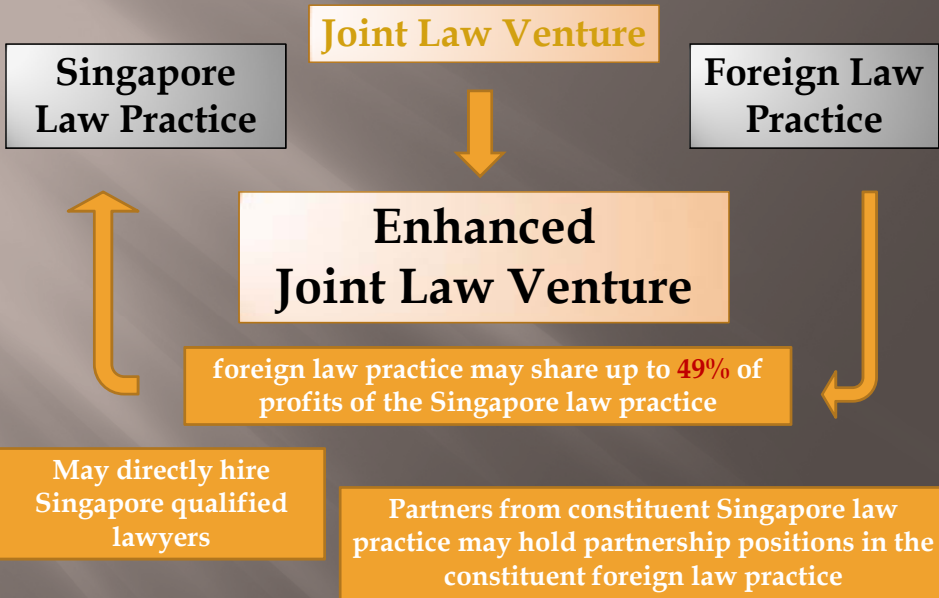 Joint Law Venture
Singapore
Law Practice
Foreign Law
Practice
Enhanced
Joint Law Venture
foreign law practice may share up to 49% of
profits of the Singapore law practice
May directly hire
Singapore qualified
lawyers
Partners from constituent Singapore law
practice may hold partnership positions in the
constituent foreign law practice